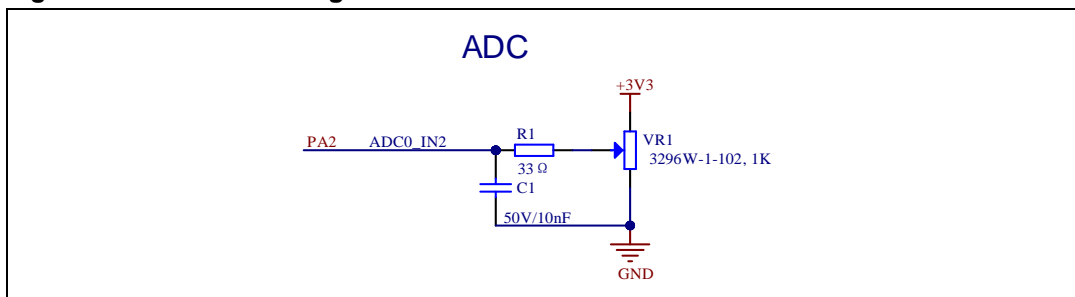 ADC
+3V3
PA2 ADC0_IN2
R1
VR1
33 Ω
3296W-1-102, 1K
C1
50V/10nF
GND